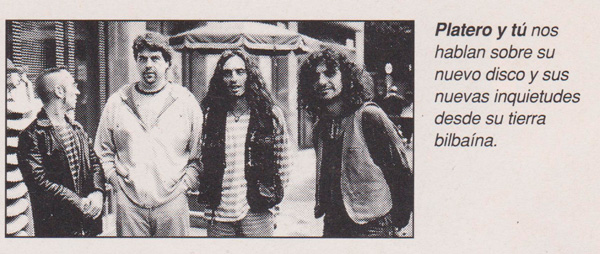 Platero y tú nos
hablan sobre su
nuevo disco y sus
nuevas inquietudes
desde su tierra
bilbaína.